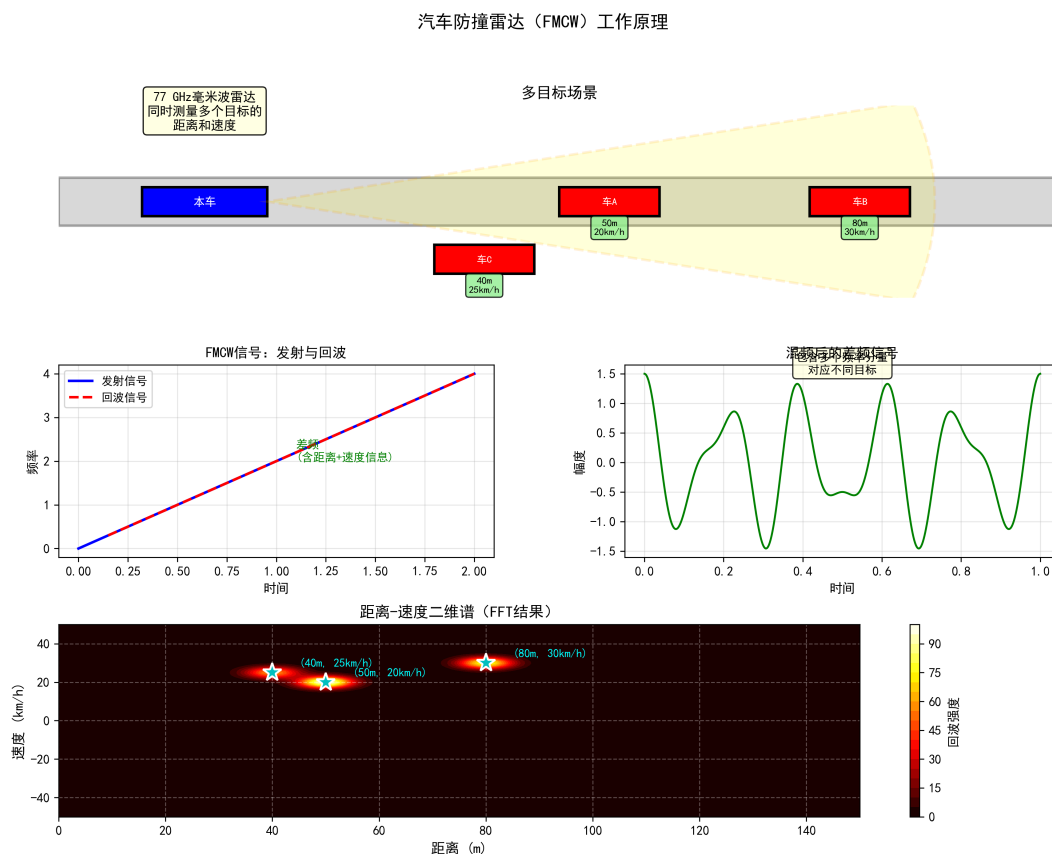 汽车防撞雷达（FMCW）工作原理
多目标场景
77 GHz毫米波雷达
同时测量多个目标的
距离和速度
本车
车A
50m
20km/h
车B
80m
30km/h
车C
40m
25km/h
FMCW信号：发射与回波
发射信号
回波信号
差频
(含距离+速度信息)
频率
4
3
2
1
0
0.00 0.25 0.50 0.75 1.00 1.25 1.50 1.75 2.00
时间
混频后的差频信号
包含多个频率分量
对应不同目标
幅度
1.5
1.0
0.5
0.0
−0.5
−1.0
−1.5
0.0 0.2 0.4 0.6 0.8 1.0
时间
距离-速度二维谱（FFT结果）
速度 (km/h)
40
20
0
−20
−40
(40m, 25km/h)
(50m, 20km/h)
(80m, 30km/h)
0 20 40 60 80 100 120 140
距离 (m)
90
75
60
45
30
15
0
回波强度